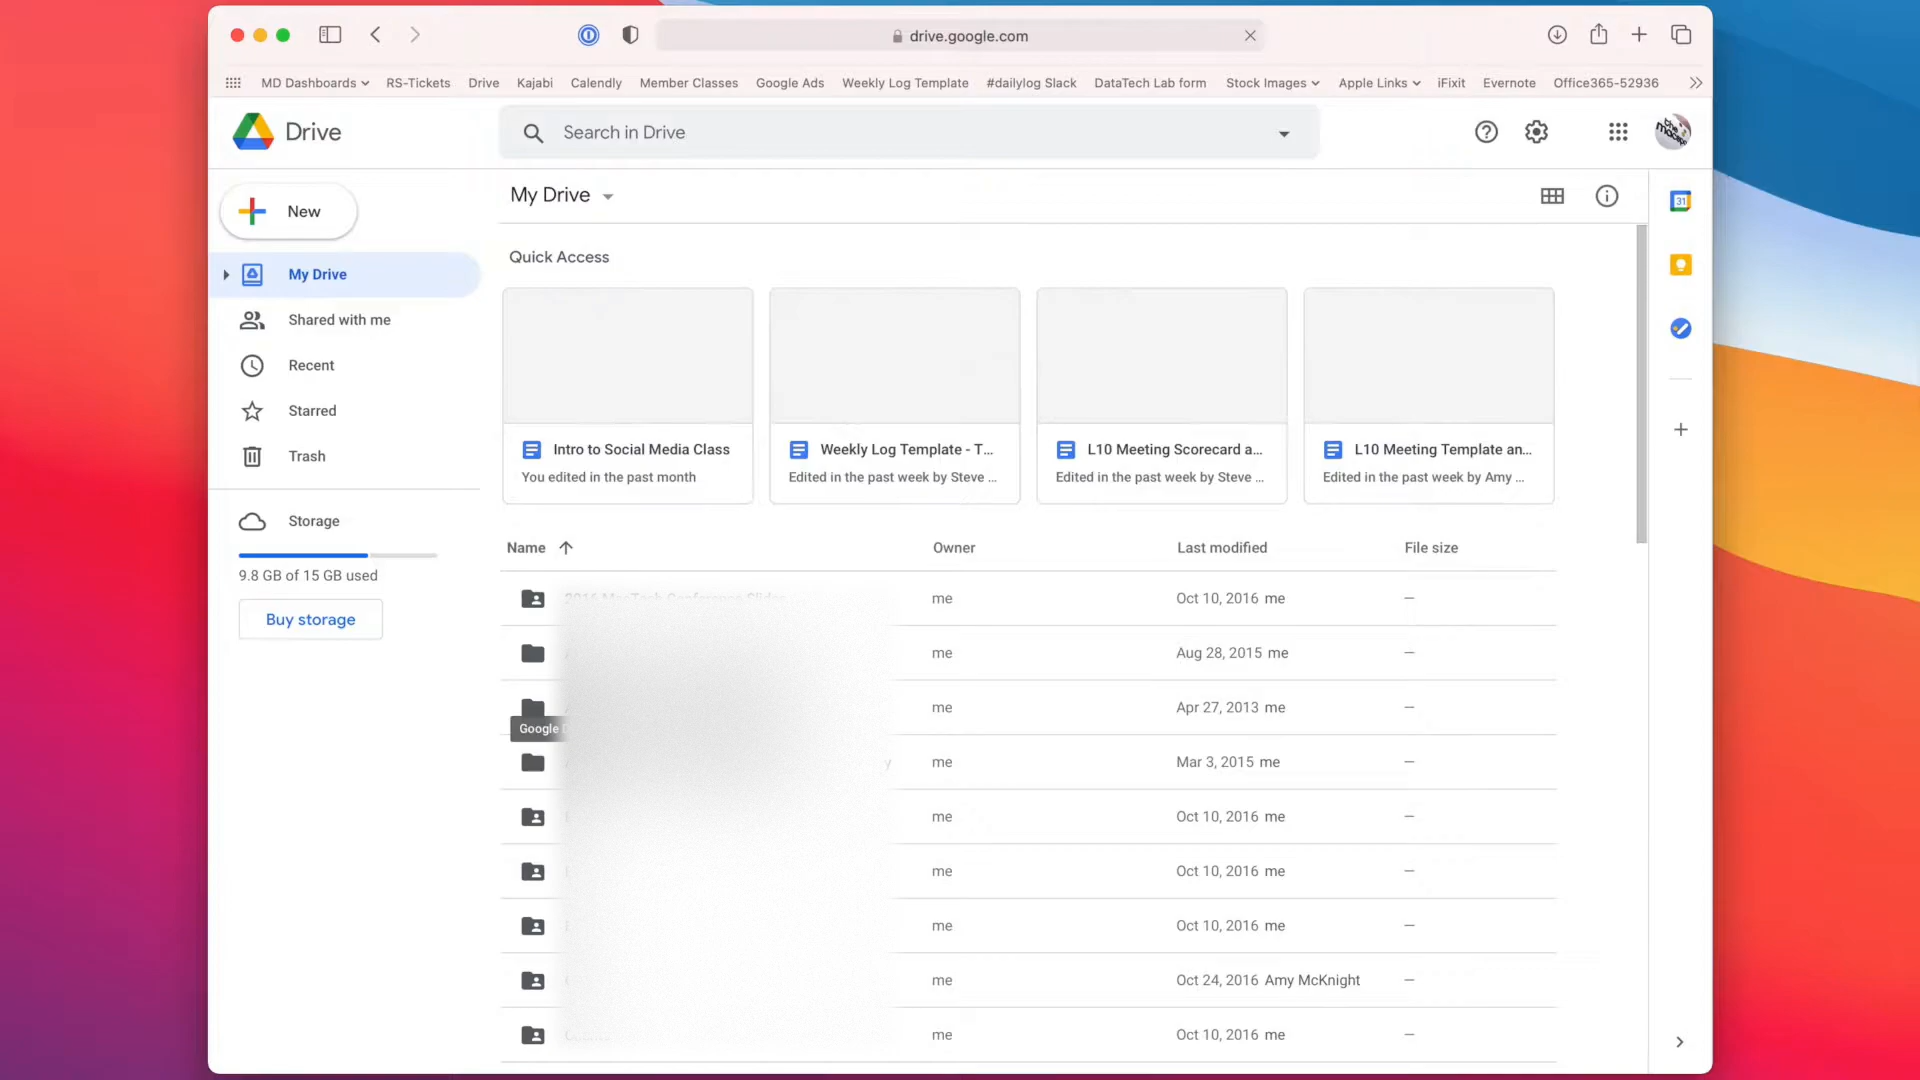 drive.google.com
MD Dashboards RS-Tickets Drive Kajabi Calendly Member Classes Google Ads Weekly Log Template #dailylog Slack DataTech Lab form Stock Images Apple Links iFixit Evernote Office365-52936
Drive
Search in Drive
New
My Drive
Shared with me
Recent
Starred
Trash
Storage
9.8 GB of 15 GB used
Buy storage
My Drive
Quick Access
Intro to Social Media Class
You edited in the past month
Weekly Log Template - T...
Edited in the past week by Steve ...
L10 Meeting Scorecard a...
Edited in the past week by Steve ...
L10 Meeting Template an...
Edited in the past week by Amy ...
Name Owner Last modified File size
2016 MacTech Conference Slides me Oct 10, 2016 me —
me Aug 28, 2015 me —
me Apr 27, 2013 me —
Google
me Mar 3, 2015 me —
me Oct 10, 2016 me —
me Oct 10, 2016 me —
me Oct 10, 2016 me —
me Oct 24, 2016 Amy McKnight —
me Oct 10, 2016 me —
31